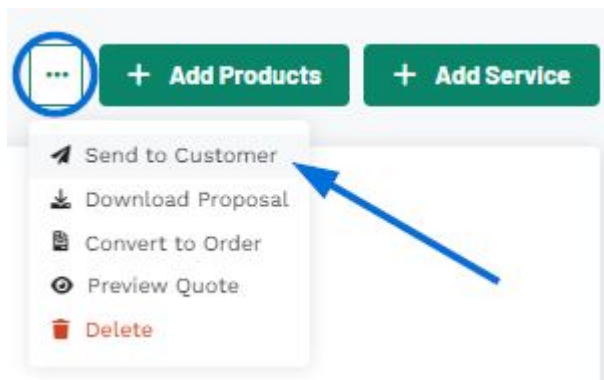 ... + Add Products + Add Service
Send to Customer
Download Proposal
Convert to Order
Preview Quote
Delete